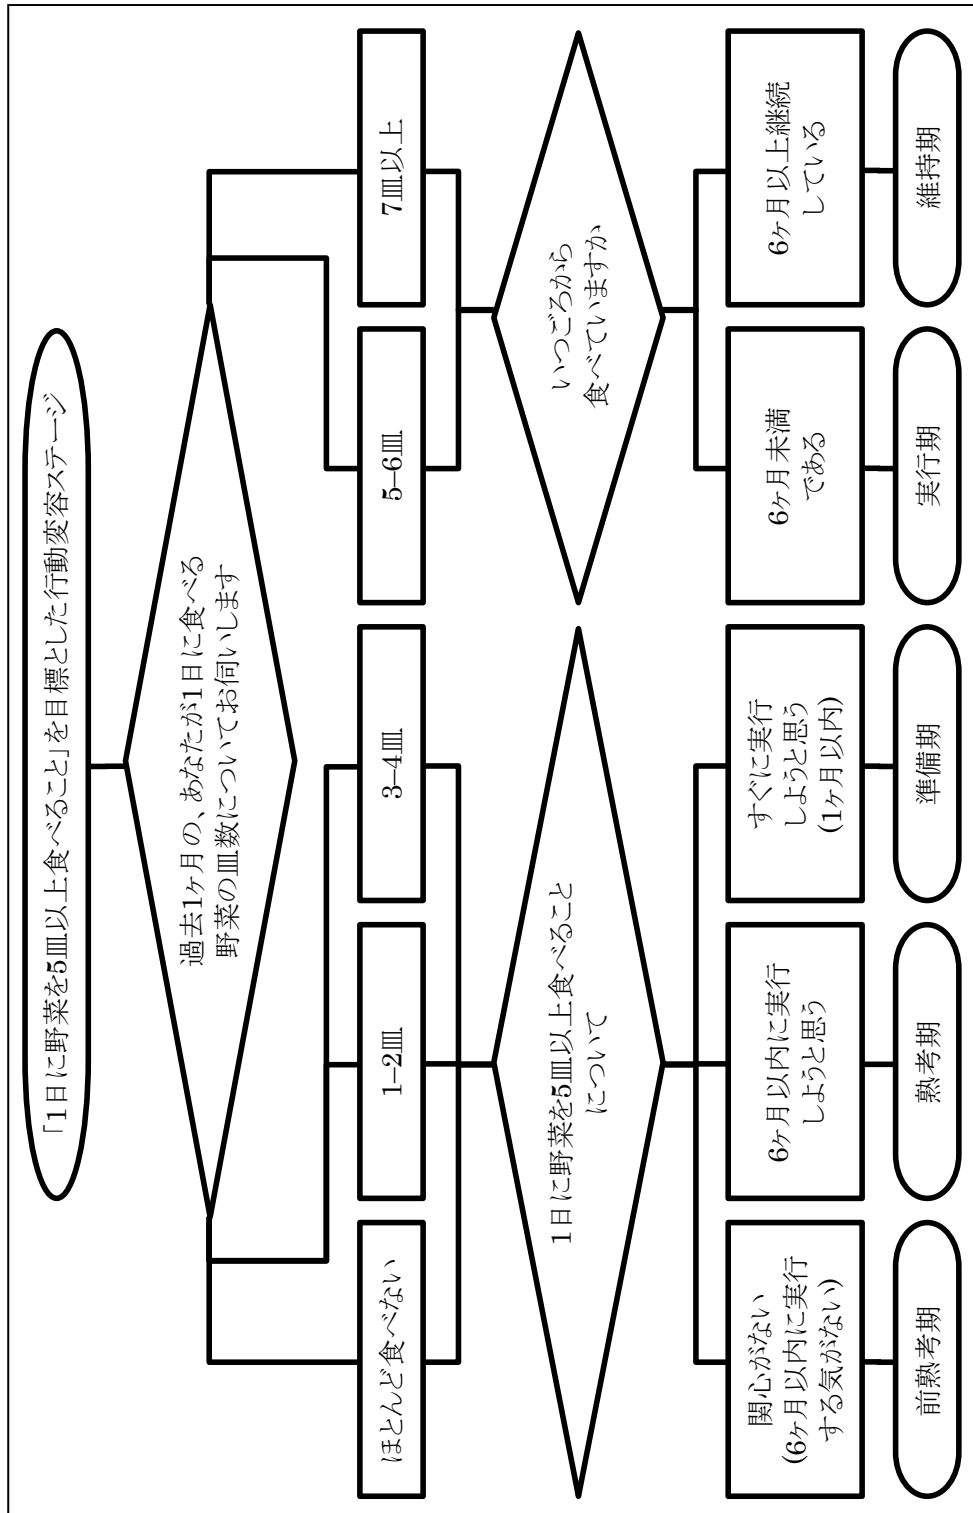 「1日に野菜を5皿以上食べること」を目標とした行動変容ステージ
過去1ヶ月の、あなたが1日に食べる
野菜の皿数についてお伺いします
ほとんど食べない
1–2皿
3–4皿
5–6皿
7皿以上
1日に野菜を5皿以上食べること
について
いつごろから
食べていますか
関心がない
(6ヶ月以内に実行
する気がない)
6ヶ月以内に実行
しようと思う
すぐに実行
しようと思う
(1ヶ月以内)
6ヶ月未満
である
6ヶ月以上継続
している
前熟考期
熟考期
準備期
実行期
維持期